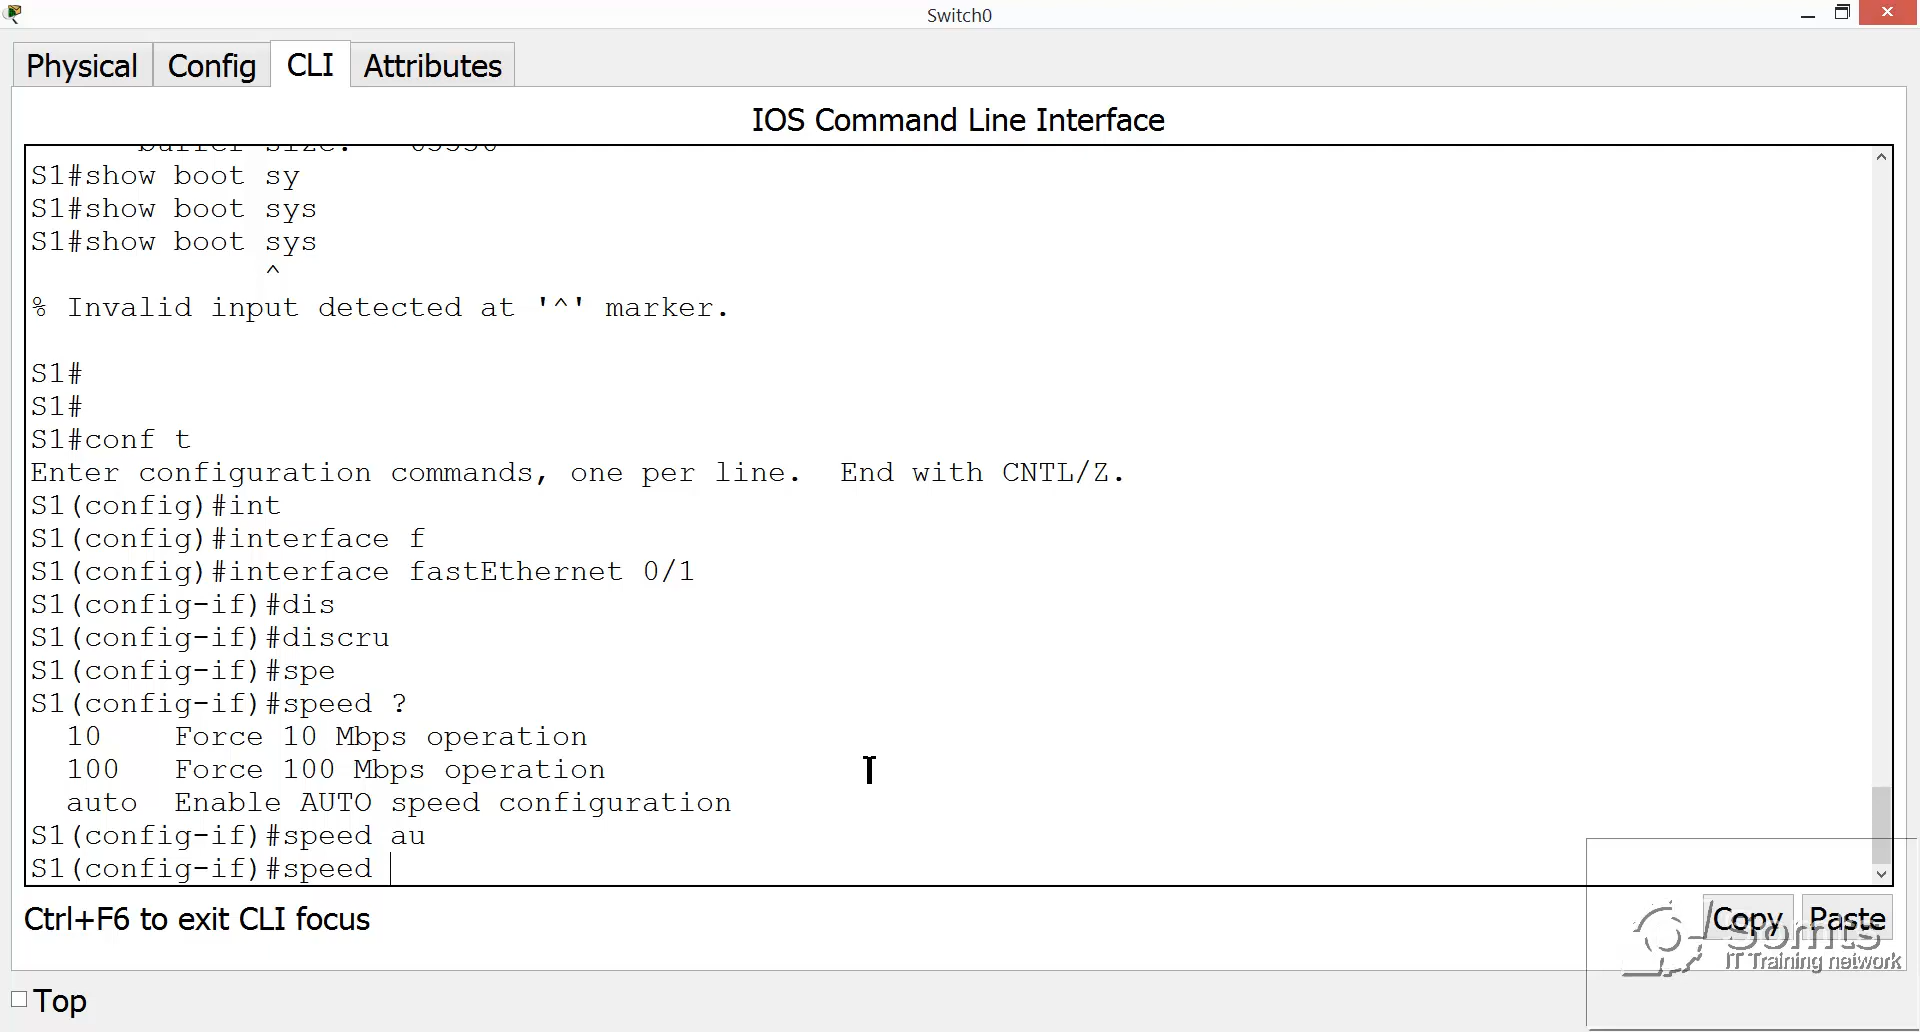 Switch0
Physical Config CLI Attributes
IOS Command Line Interface
buffer size: 65536
S1#show boot sy
S1#show boot sys
S1#show boot sys
^
% Invalid input detected at '^' marker.
S1#
S1#
S1#conf t
Enter configuration commands, one per line. End with CNTL/Z.
S1(config)#int
S1(config)#interface f
S1(config)#interface fastEthernet 0/1
S1(config-if)#dis
S1(config-if)#discru
S1(config-if)#spe
S1(config-if)#speed ?
10 Force 10 Mbps operation
100 Force 100 Mbps operation
auto Enable AUTO speed configuration
S1(config-if)#speed au
S1(config-if)#speed
Ctrl+F6 to exit CLI focus
Copy Paste
Somts
IT Training network
Top